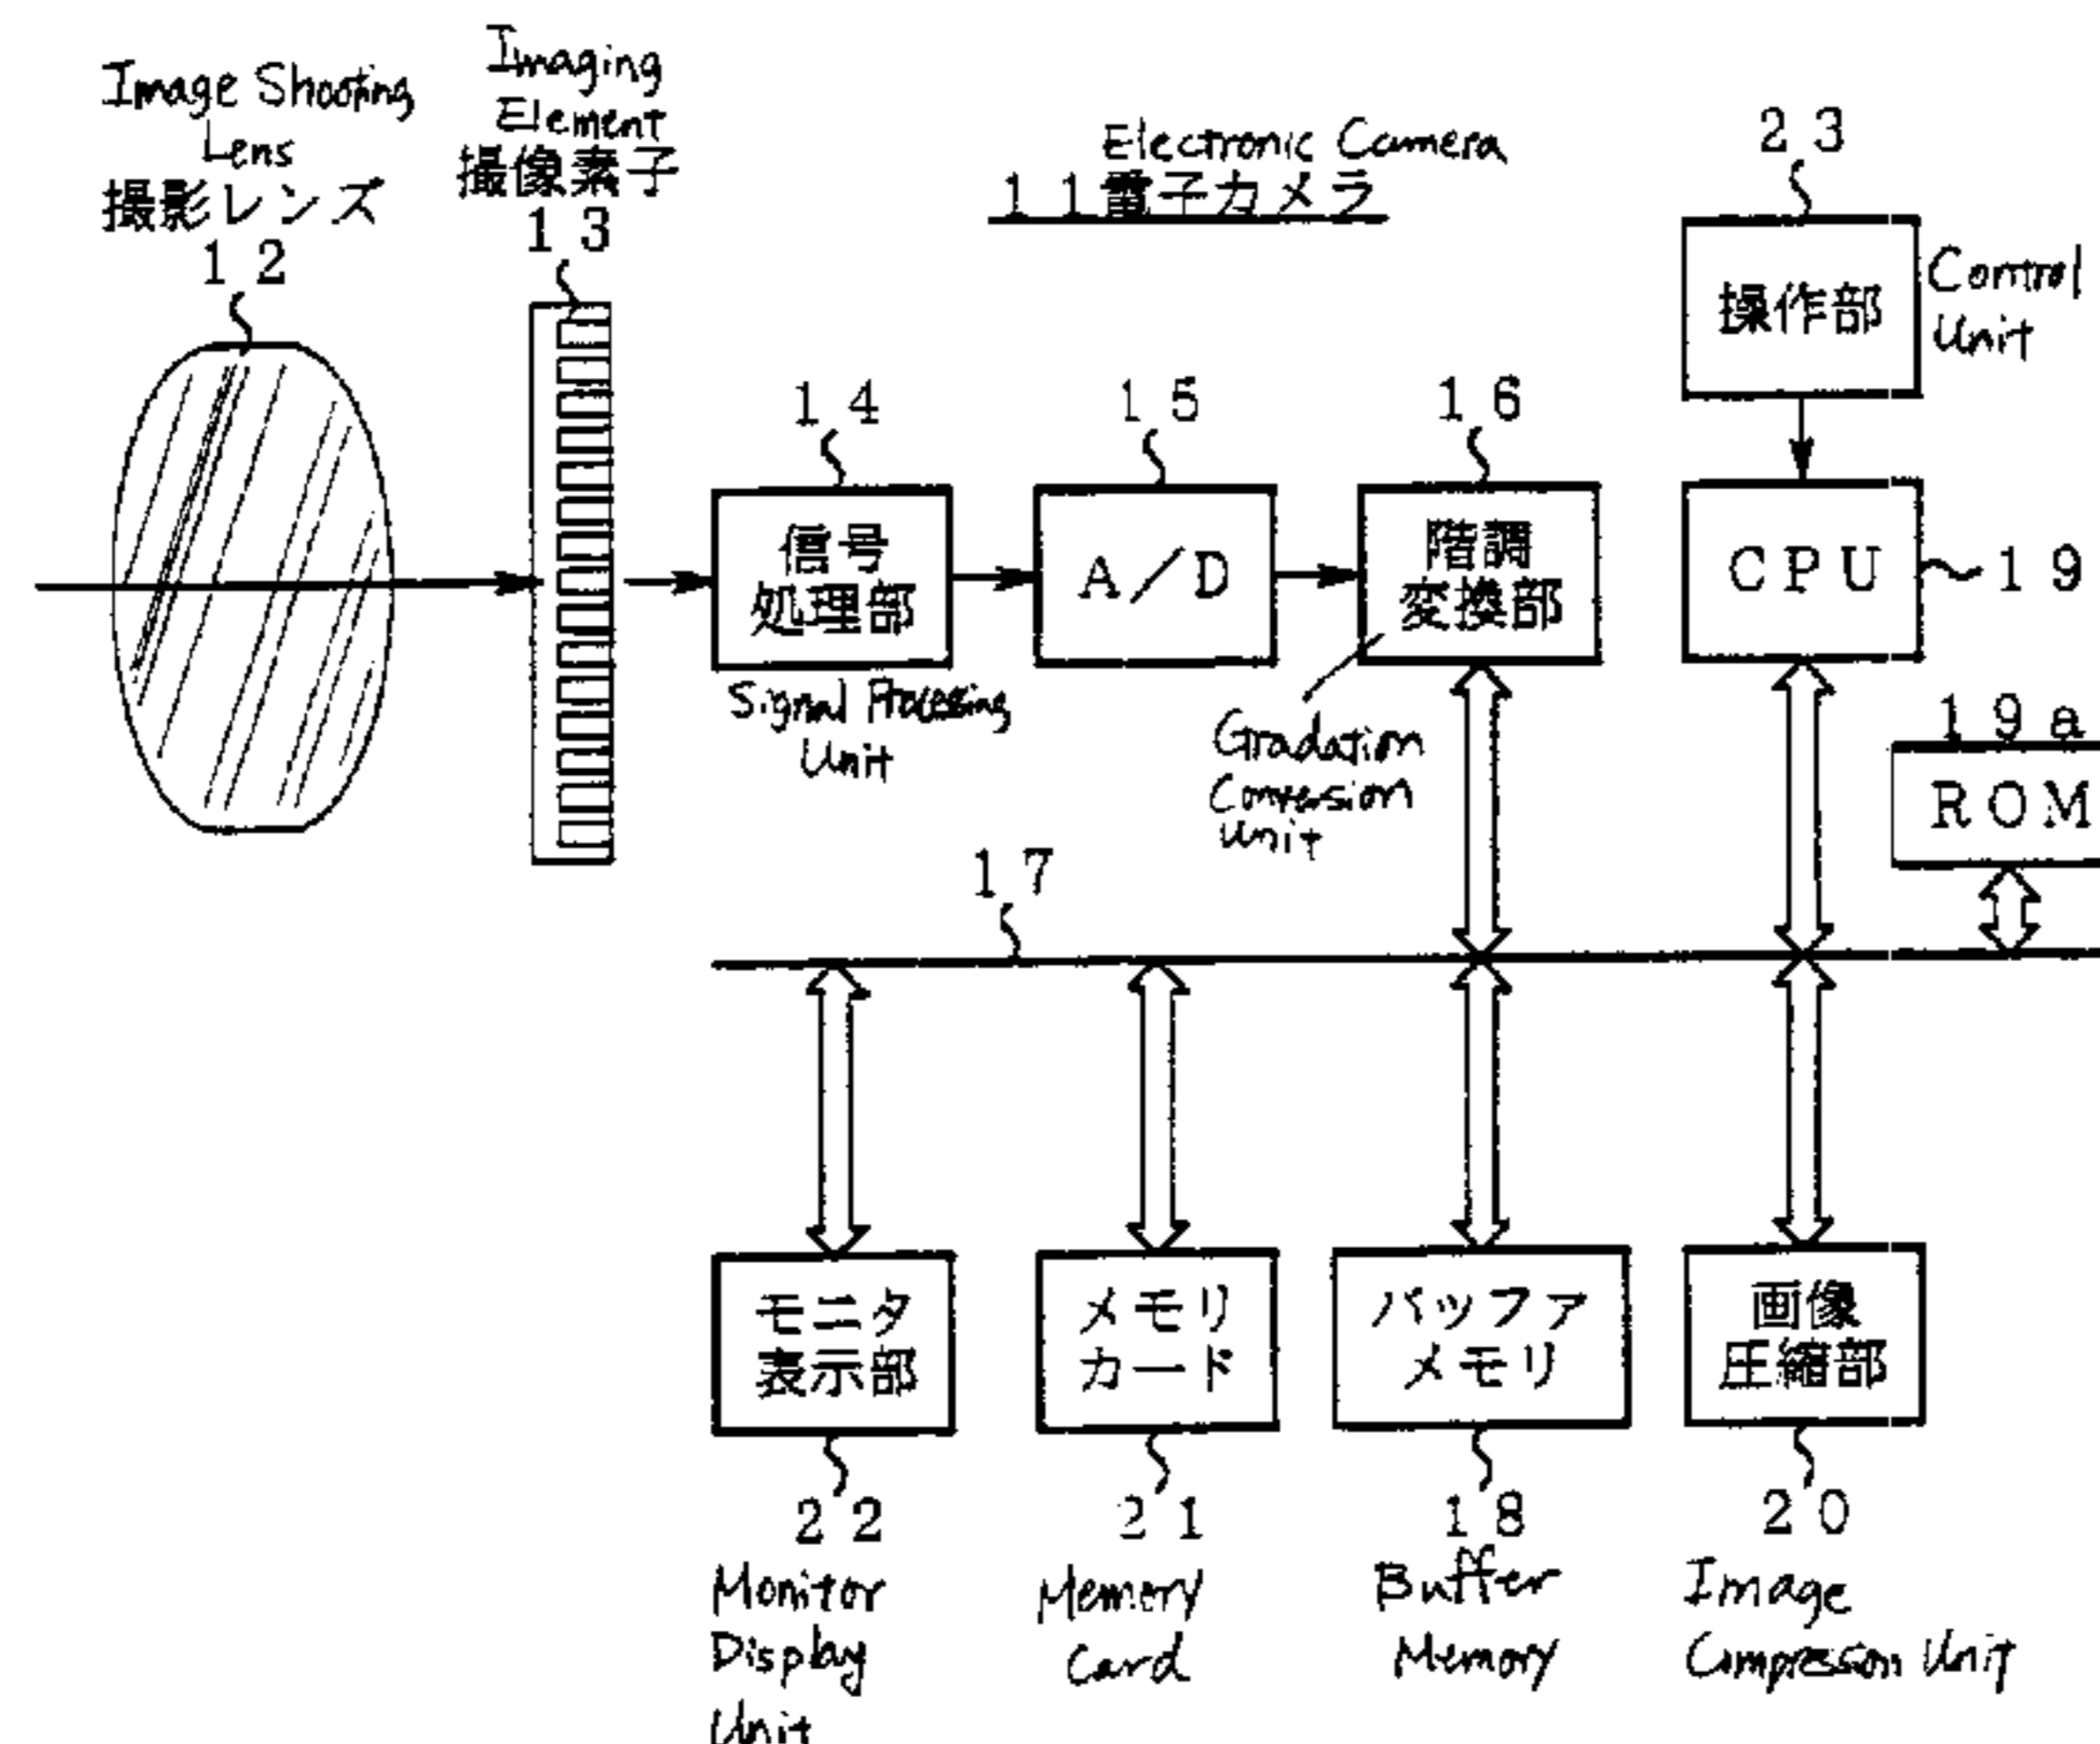 Image Shooting
Lens
撮影レンズ
12
Imaging
Element
撮像素子
13
Electronic Camera
11電子カメラ
23
操作部
Control
Unit
14
信号
処理部
Signal Processing
Unit
15
A/D
16
階調
変換部
Gradation
Conversion
Unit
CPU
19
19a
ROM
17
モニタ
表示部
22
Monitor
Display
Unit
メモリ
カード
21
Memory
Card
バッファ
メモリ
18
Buffer
Memory
画像
圧縮部
20
Image
Compression Unit